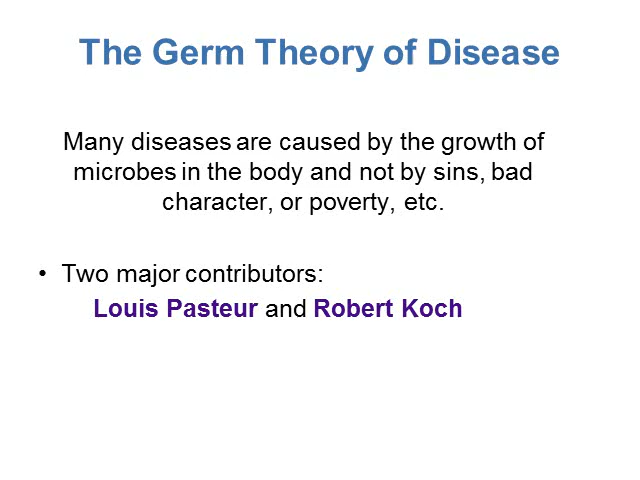 The Germ Theory of Disease
Many diseases are caused by the growth of
microbes in the body and not by sins, bad
character, or poverty, etc.
• Two major contributors:
Louis Pasteur and Robert Koch